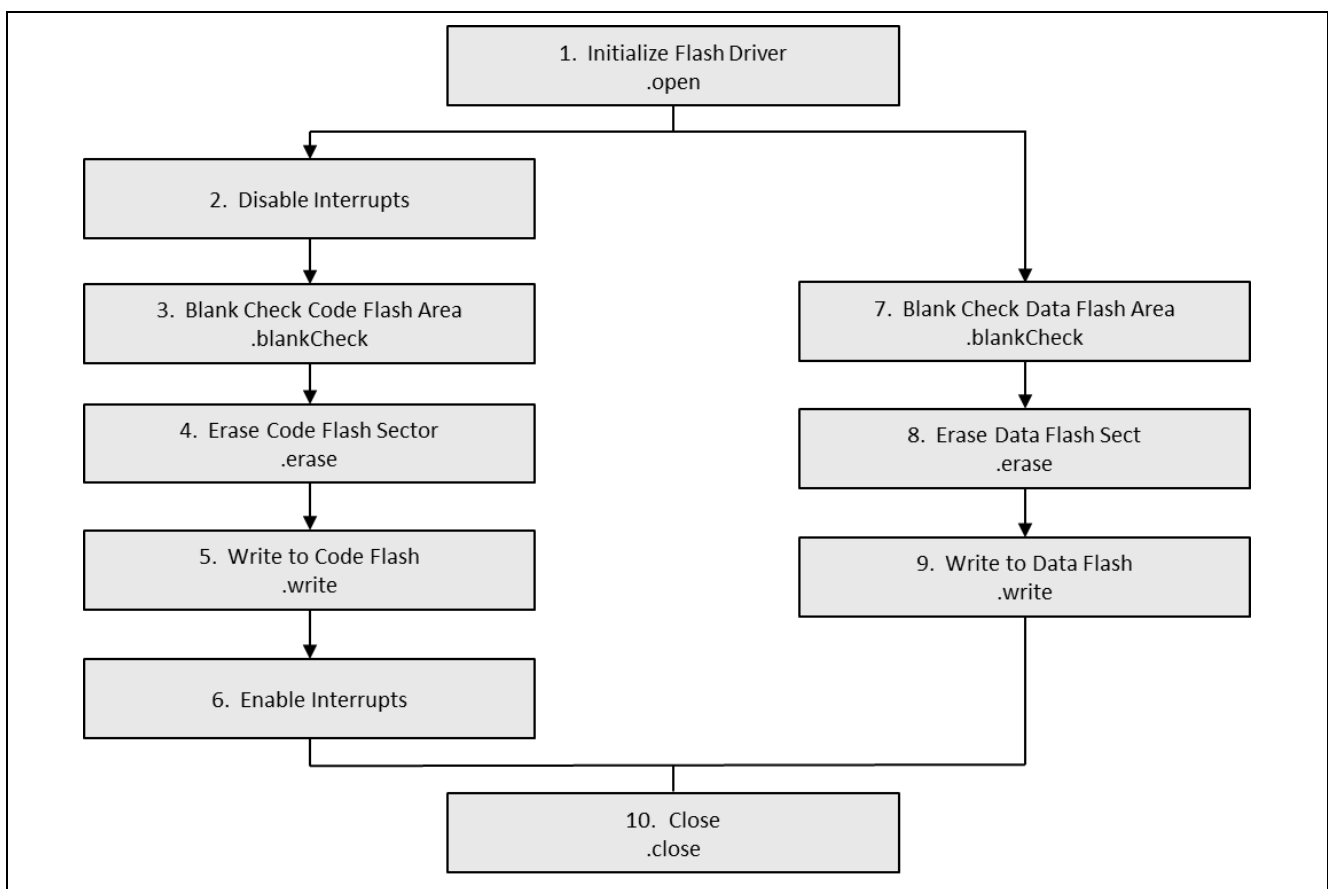 1. Initialize Flash Driver
.open
2. Disable Interrupts
3. Blank Check Code Flash Area
.blankCheck
4. Erase Code Flash Sector
.erase
5. Write to Code Flash
.write
6. Enable Interrupts
7. Blank Check Data Flash Area
.blankCheck
8. Erase Data Flash Sect
.erase
9. Write to Data Flash
.write
10. Close
.close